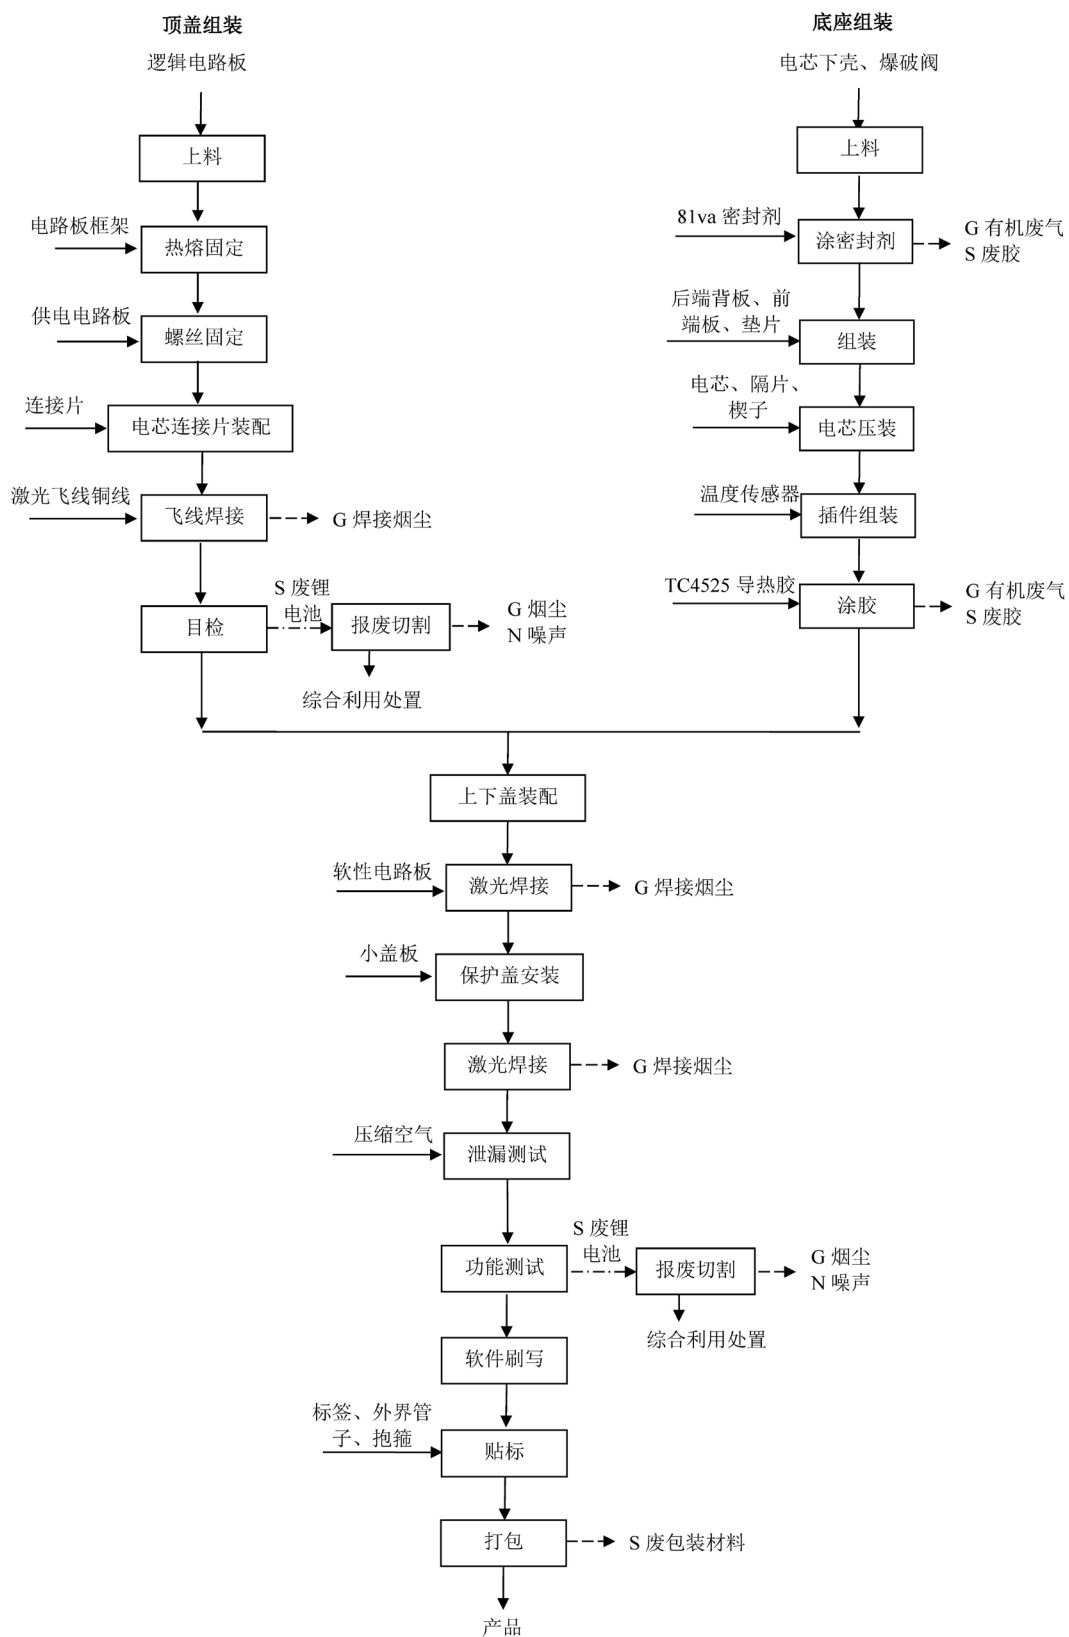 顶盖组装
逻辑电路板
上料
电路板框架
热熔固定
供电电路板
螺丝固定
连接片
电芯连接片装配
激光飞线铜线
飞线焊接
G 焊接烟尘
目检
S 废锂
电池
报废切割
G 烟尘
N 噪声
综合利用处置
底座组装
电芯下壳、爆破阀
上料
81va 密封剂
涂密封剂
G 有机废气
S 废胶
后端背板、前
端板、垫片
组装
电芯、隔片、
楔子
电芯压装
温度传感器
插件组装
TC4525 导热胶
涂胶
G 有机废气
S 废胶
上下盖装配
软性电路板
激光焊接
G 焊接烟尘
小盖板
保护盖安装
激光焊接
G 焊接烟尘
压缩空气
泄漏测试
功能测试
S 废锂
电池
报废切割
G 烟尘
N 噪声
综合利用处置
软件刷写
标签、外界管
子、抱箍
贴标
打包
S 废包装材料
产品